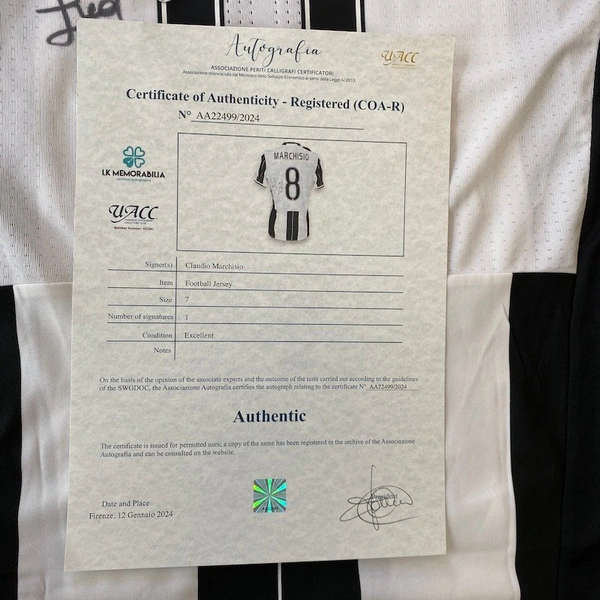 Autografia
UACC
ASSOCIAZIONE PERITI CALLIGRAFI CERTIFICATORI
Certificate of Authenticity - Registered (COA-R)
N° AA22499/2024
LK MEMORABILIA
UACC
MARCHISIO
8
Signer(s) Claudio Marchisio
Item Football Jersey
Size 7
Number of signatures 1
Condition Excellent
Notes
On the basis of the opinion of the associate experts and the outcome of the tests carried out according to the guidelines
of the SWGDOC, the Associazione Autografia certifies the autograph relating to the certificate N° AA22499/2024
Authentic
The certificate is issued for permitted uses; a copy of the same has been registered in the archive of the Associazione
Autografia and can be consulted on the website.
Date and Place
Firenze, 12 Gennaio 2024
President